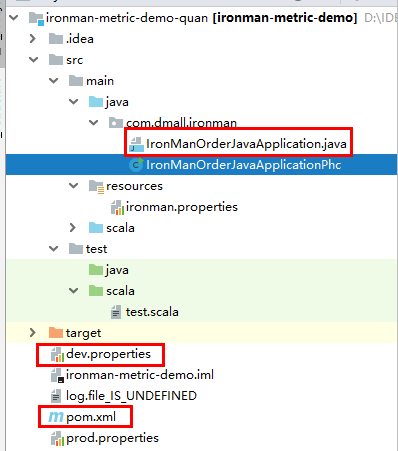 ironman-metric-demo-quan [ironman-metric-demo] D:\IDE
.idea
src
main
java
com.dmall.ironman
IronManOrderJavaApplication.java
IronManOrderJavaApplicationPhc
resources
ironman.properties
scala
test
java
scala
test.scala
target
dev.properties
ironman-metric-demo.iml
log.file_IS_UNDEFINED
pom.xml
prod.properties